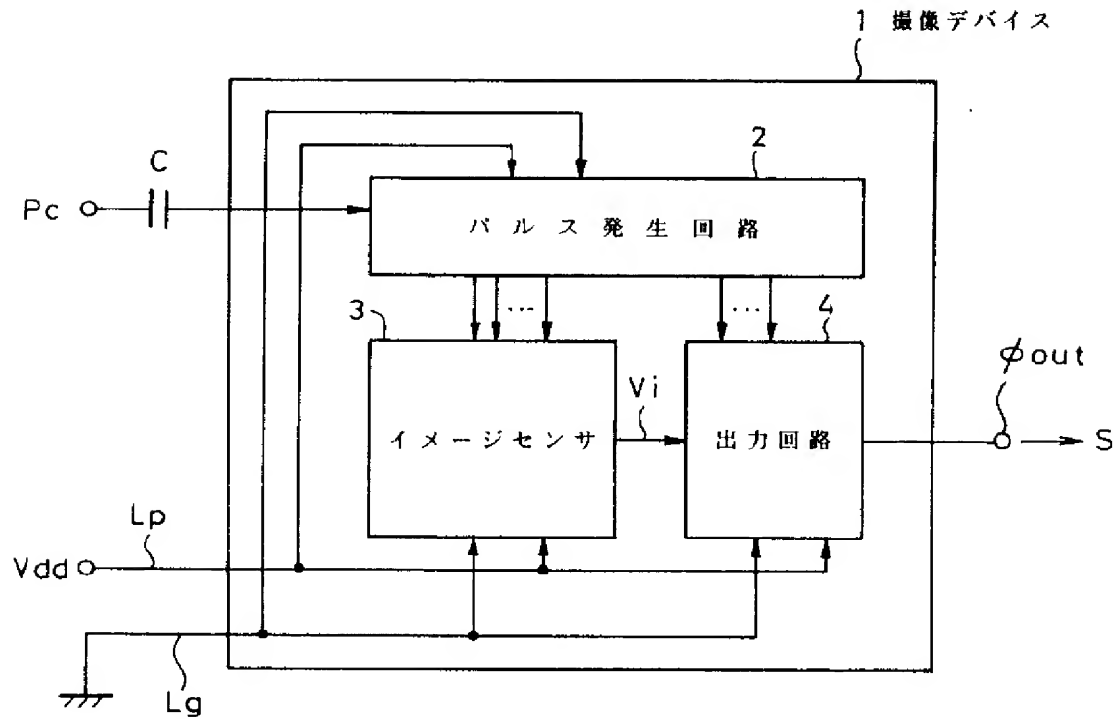 1 撮像デバイス
2
C
Pc
パルス発生回路
...
...
3
4
φout
Vi
イメージセンサ
出力回路
S
Lp
Vdd
Lg